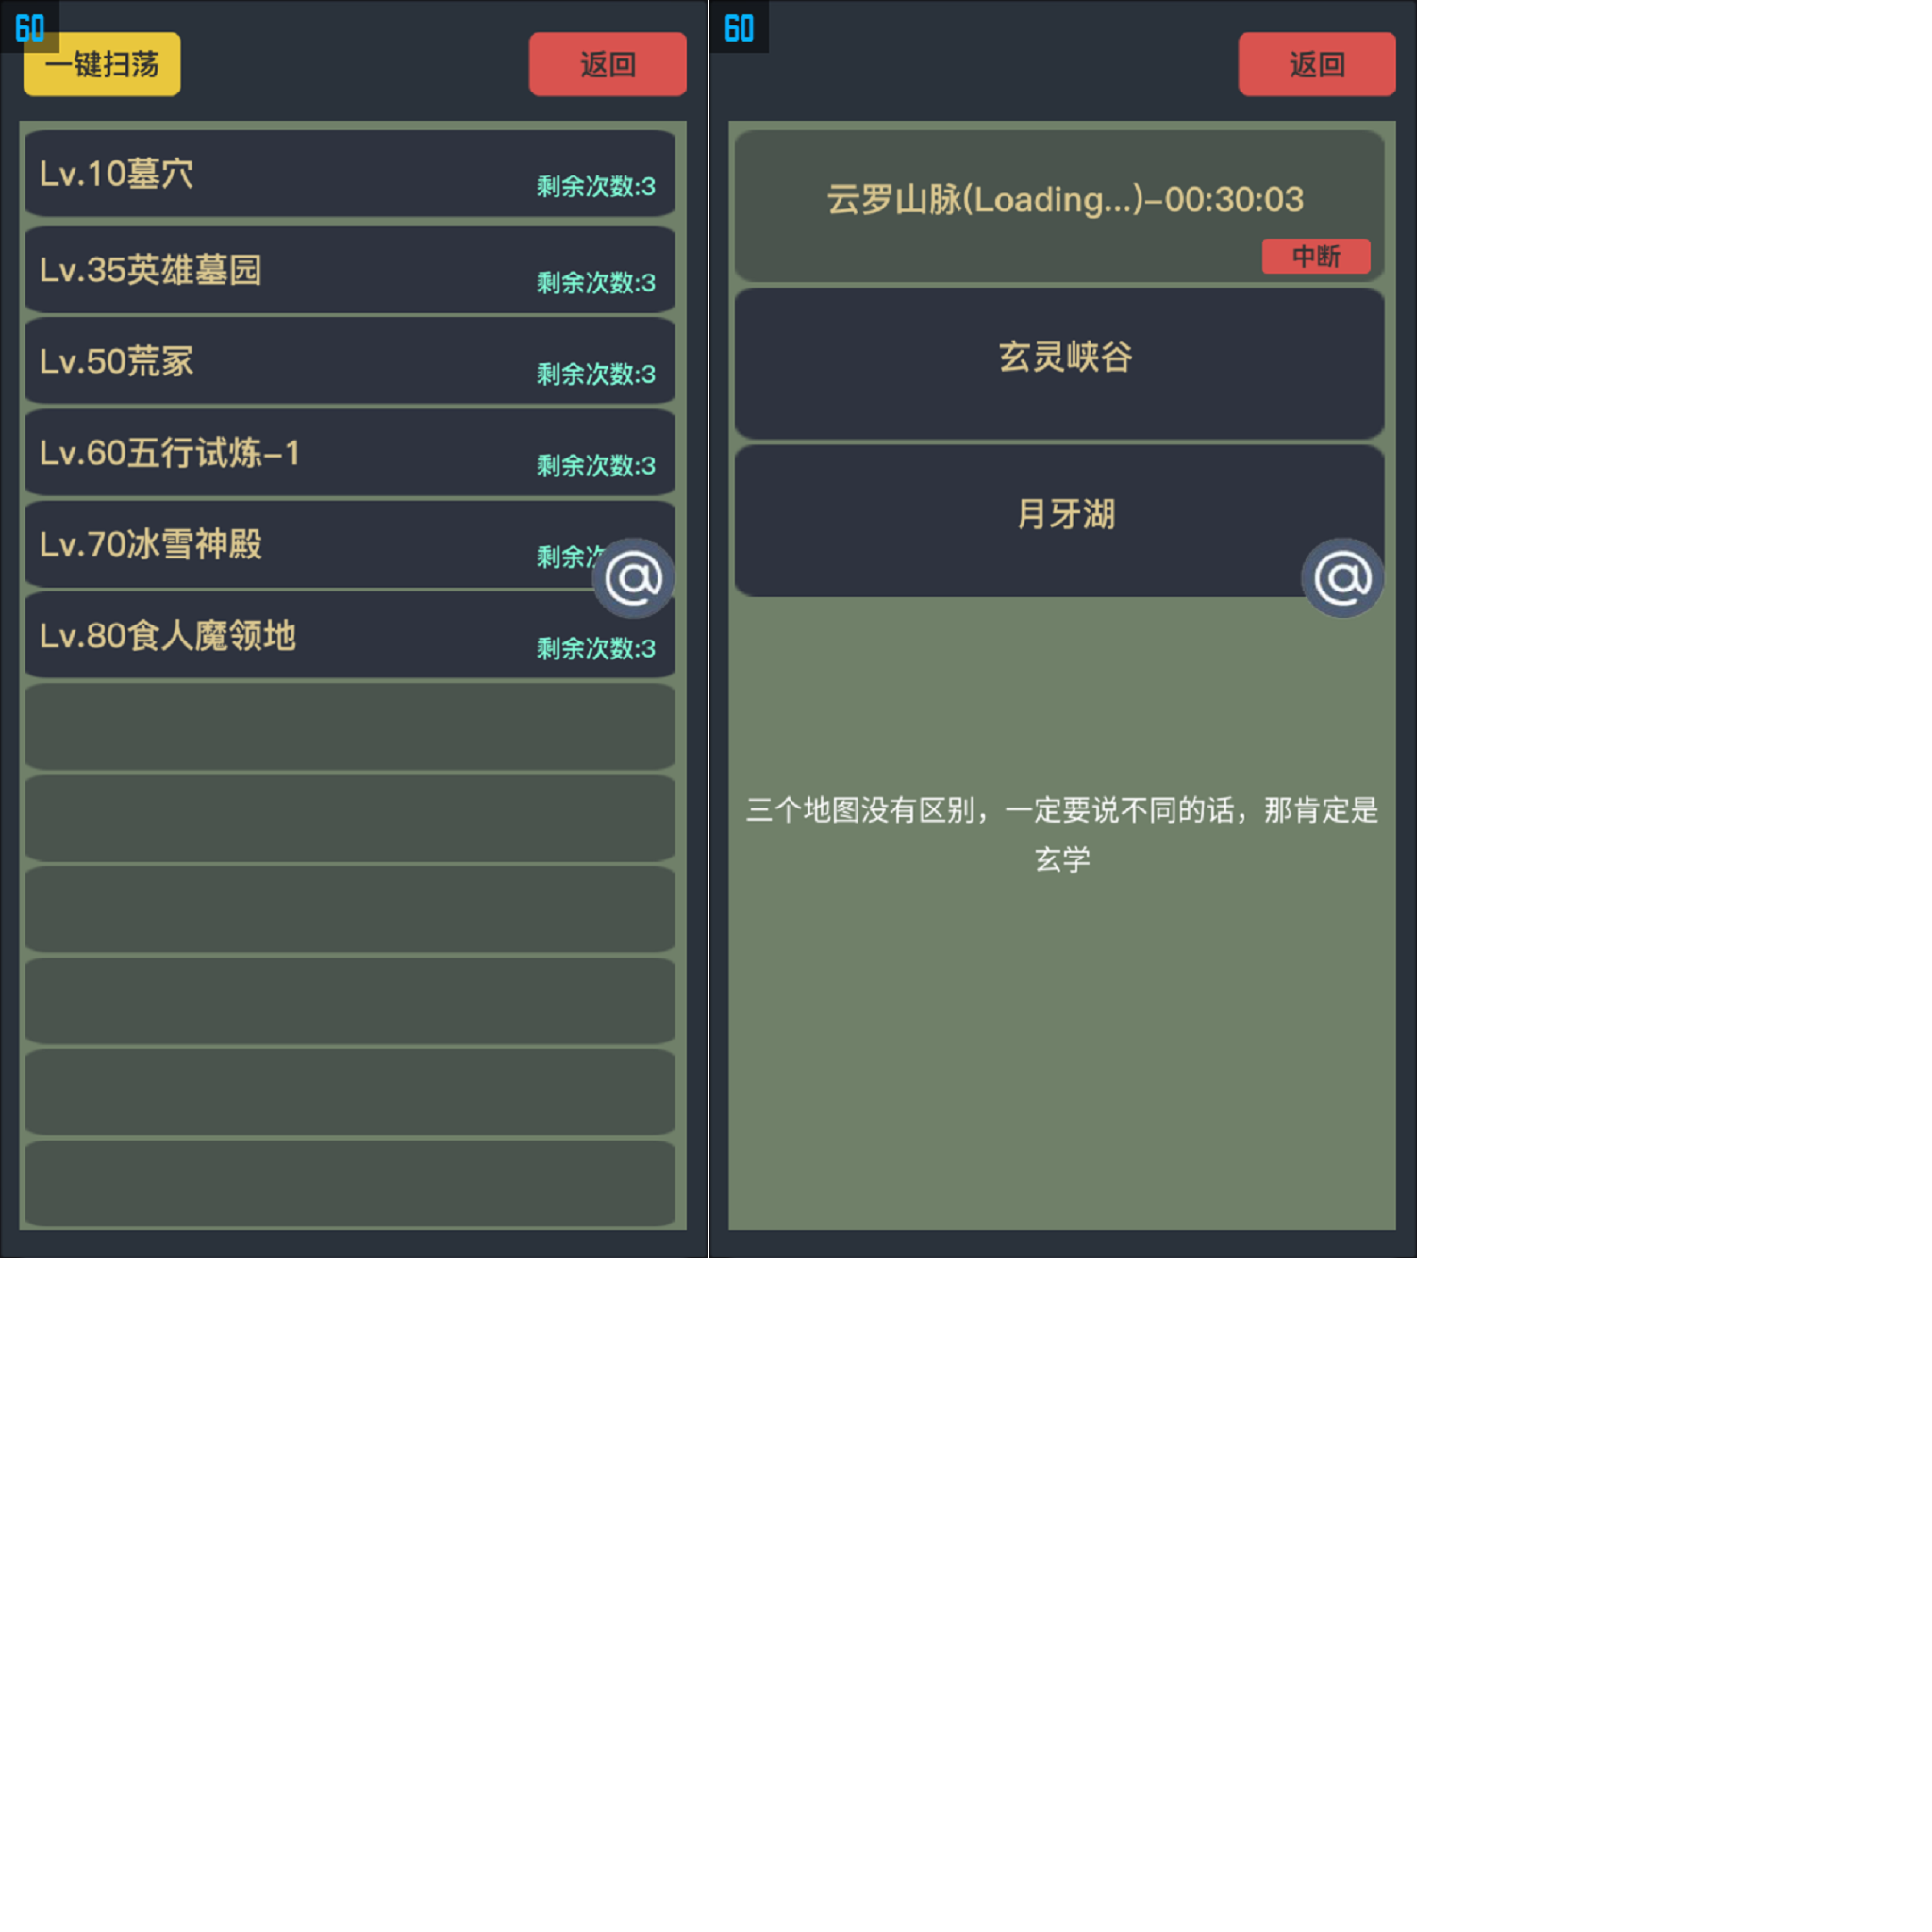 60
一键扫荡
返回
Lv.10墓穴
剩余次数:3
Lv.35英雄墓园
剩余次数:3
Lv.50荒冢
剩余次数:3
Lv.60五行试炼-1
剩余次数:3
Lv.70冰雪神殿
剩余
@
Lv.80食人魔领地
剩余次数:3
60
返回
云罗山脉(Loading...)-00:30:03
中断
玄灵峡谷
月牙湖
@
三个地图没有区别，一定要说不同的话，那肯定是
玄学